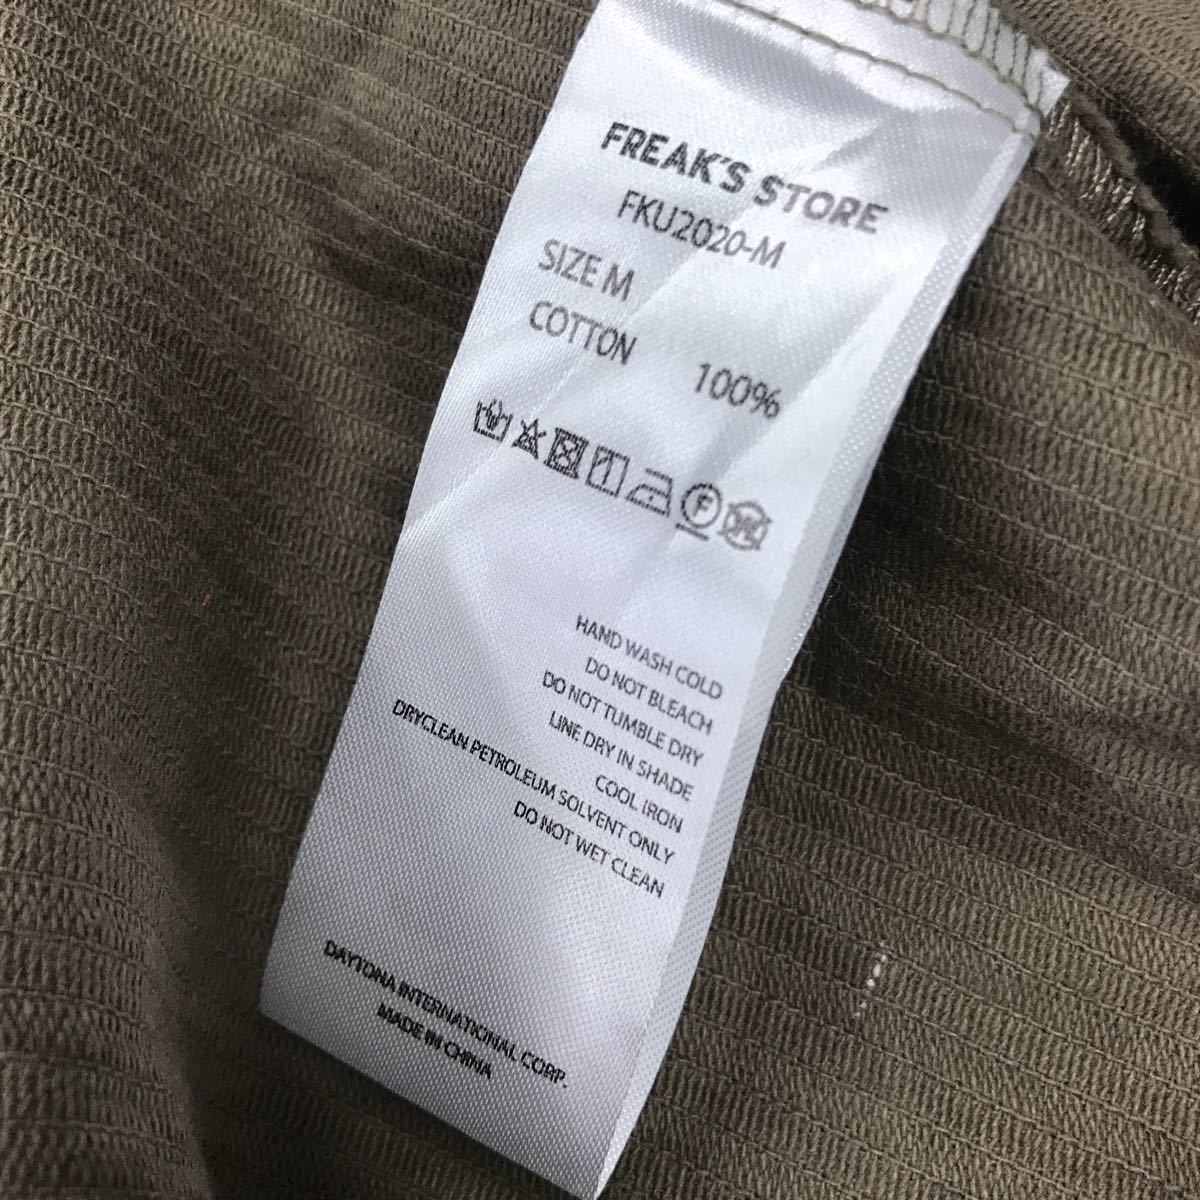 FREAK'S STORE
FKU2020-M
SIZE M
COTTON 100%
F
HAND WASH COLD
DO NOT BLEACH
DO NOT TUMBLE DRY
LINE DRY IN SHADE
COOL IRON
DRYCLEAN PETROLEUM SOLVENT ONLY
DO NOT WET CLEAN
DAYTONA INTERNATIONAL CORP.
MADE IN CHINA